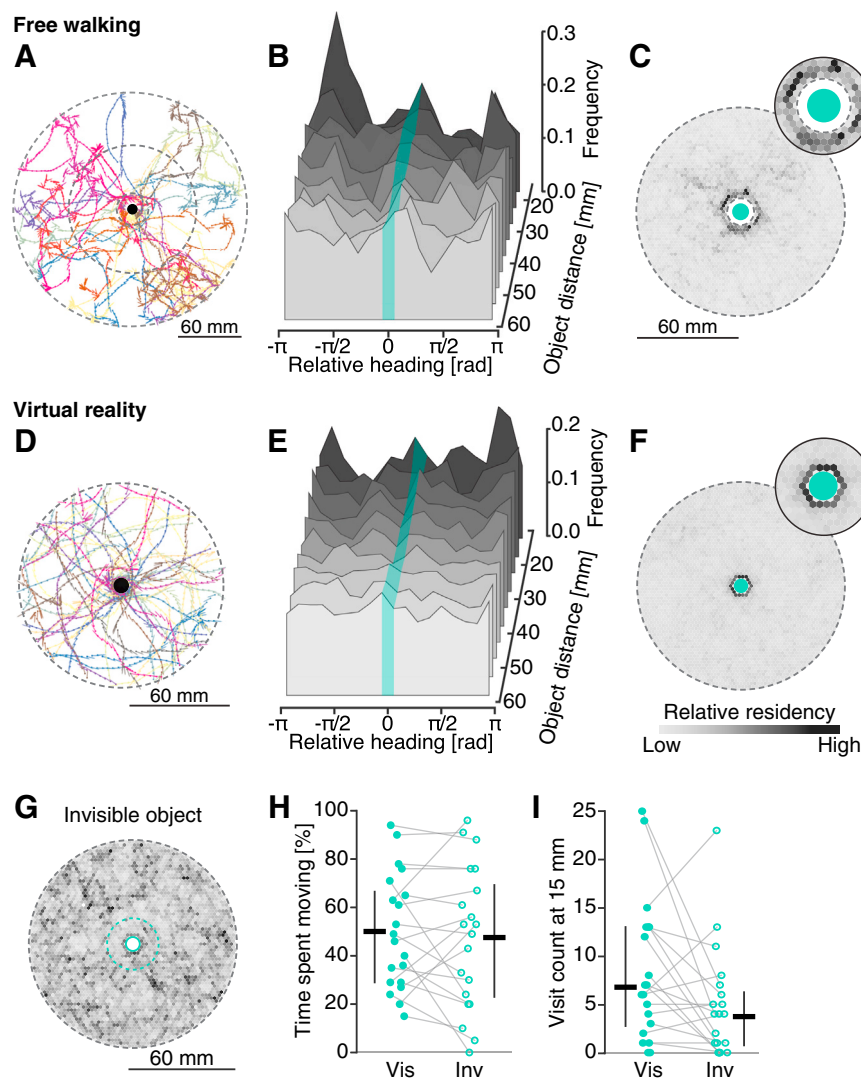 Free walking
A
B
C
0.3
0.2
0.1
0.0
Frequency
20
30
40
50
60
Object distance [mm]
-π
-π/2
0
π/2
π
Relative heading [rad]
60 mm
60 mm
Virtual reality
D
E
F
0.2
0.1
0.0
Frequency
20
30
40
50
60
Object distance [mm]
-π
-π/2
0
π/2
π
Relative heading [rad]
60 mm
Relative residency
Low
High
G
H
I
Invisible object
60 mm
Time spent moving [%]
100
80
60
40
20
0
Vis
Inv
Visit count at 15 mm
25
20
15
10
5
0
Vis
Inv